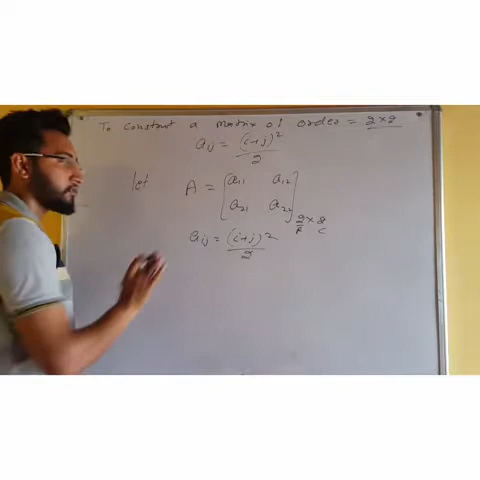 To constant a matrix of order = 2×2
aij = (i+j)² / 2
let A = [a11 a12
a21 a22] 2×2
R C
aij = (i+j)² / 2